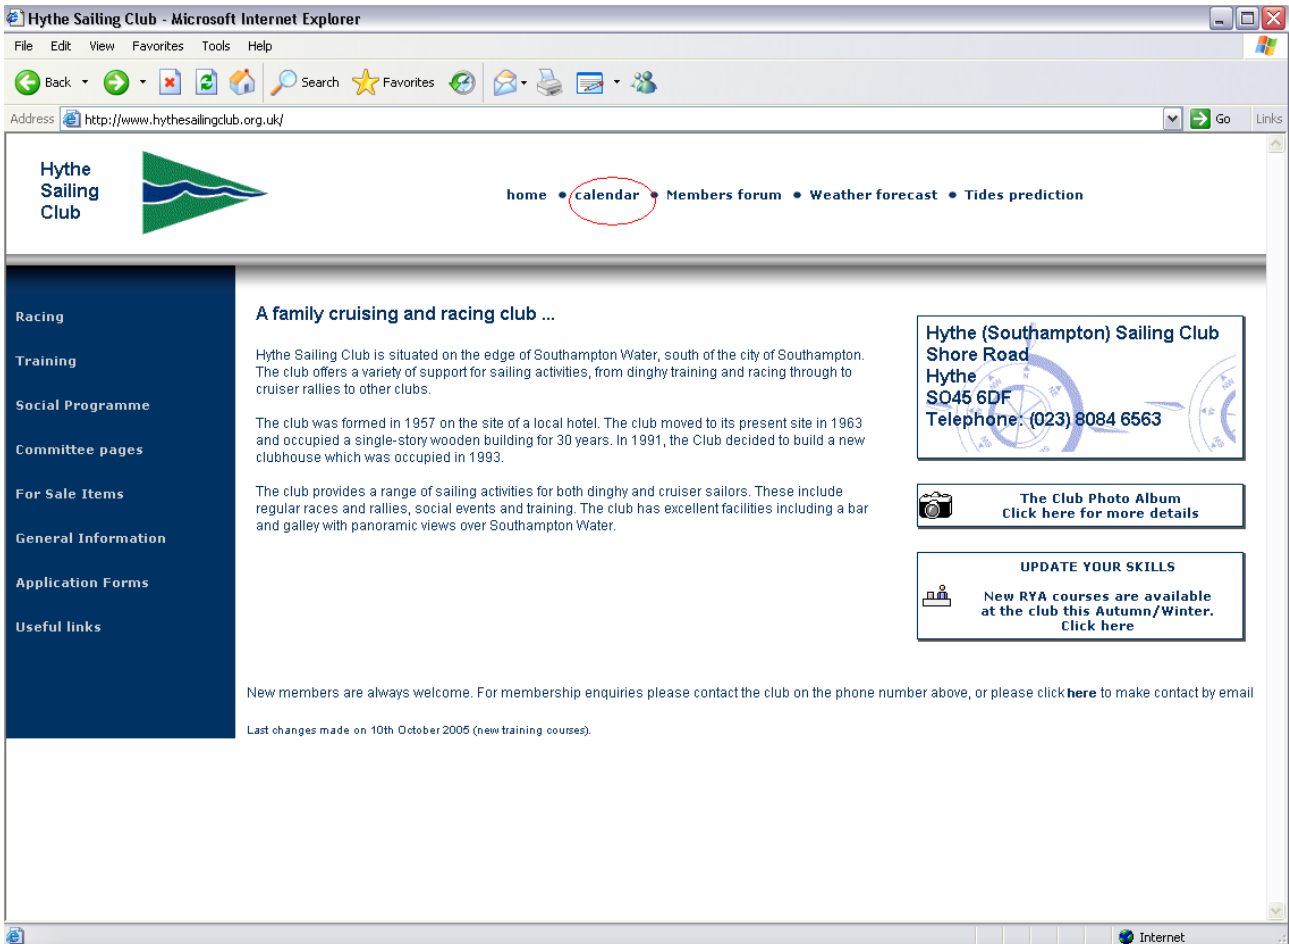 Hythe Sailing Club - Microsoft Internet Explorer
File Edit View Favorites Tools Help
Back Search Favorites
Address http://www.hythesailingclub.org.uk/ Go Links
Hythe
Sailing
Club
home • calendar • Members forum • Weather forecast • Tides prediction
Racing
Training
Social Programme
Committee pages
For Sale Items
General Information
Application Forms
Useful links
A family cruising and racing club ...
Hythe Sailing Club is situated on the edge of Southampton Water, south of the city of Southampton.
The club offers a variety of support for sailing activities, from dinghy training and racing through to
cruiser rallies to other clubs.
The club was formed in 1957 on the site of a local hotel. The club moved to its present site in 1963
and occupied a single-story wooden building for 30 years. In 1991, the Club decided to build a new
clubhouse which was occupied in 1993.
The club provides a range of sailing activities for both dinghy and cruiser sailors. These include
regular races and rallies, social events and training. The club has excellent facilities including a bar
and galley with panoramic views over Southampton Water.
Hythe (Southampton) Sailing Club
Shore Road
Hythe
SO45 6DF
Telephone: (023) 8084 6563
The Club Photo Album
Click here for more details
UPDATE YOUR SKILLS
New RYA courses are available
at the club this Autumn/Winter.
Click here
New members are always welcome. For membership enquiries please contact the club on the phone number above, or please click here to make contact by email
Last changes made on 10th October 2005 (new training courses).
Internet